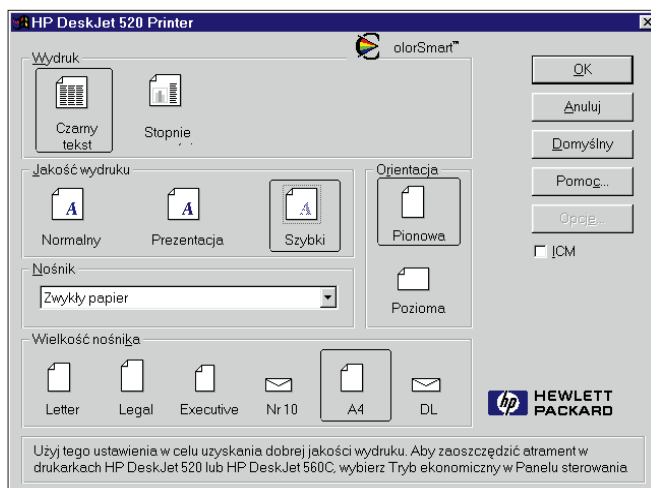 HP DeskJet 520 Printer
olorSmart™
Wydruk
Czarny
tekst
Stopnie
OK
Anuluj
Domyślny
Pomoc...
Opcje...
ICM
Jakość wydruku
Normalny
Prezentacja
Szybki
Orientacja
Pionowa
Pozioma
Nośnik
Zwykły papier
Wielkość nośnika
Letter
Legal
Executive
Nr 10
A4
DL
hp HEWLETT
PACKARD
Użyj tego ustawienia w celu uzyskania dobrej jakości wydruku. Aby zaoszczędzić atrament w
drukarkach HP DeskJet 520 lub HP DeskJet 560C, wybierz Tryb ekonomiczny w Panelu sterowania